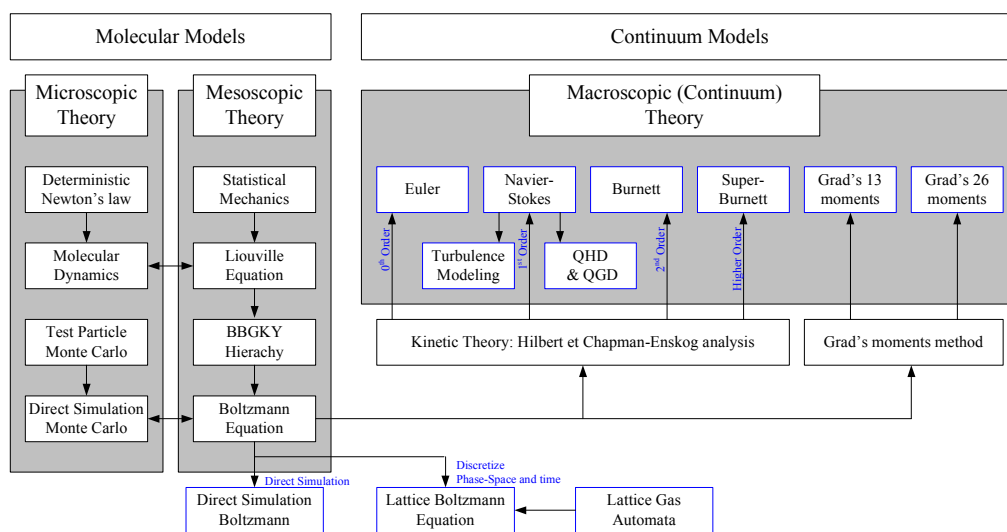 Molecular Models
Continuum Models
Microscopic
Theory
Mesoscopic
Theory
Macroscopic (Continuum)
Theory
Deterministic
Newton's law
Statistical
Mechanics
Euler
Navier-
Stokes
Burnett
Super-
Burnett
Grad's 13
moments
Grad's 26
moments
Molecular
Dynamics
Liouville
Equation
0th Order
Turbulence
Modeling
1st Order
QHD
& QGD
2nd Order
Higher Order
Test Particle
Monte Carlo
BBGKY
Hierachy
Kinetic Theory: Hilbert et Chapman-Enskog analysis
Grad's moments method
Direct Simulation
Monte Carlo
Boltzmann
Equation
Direct Simulation
Discretize
Phase-Space and time
Direct Simulation
Boltzmann
Lattice Boltzmann
Equation
Lattice Gas
Automata